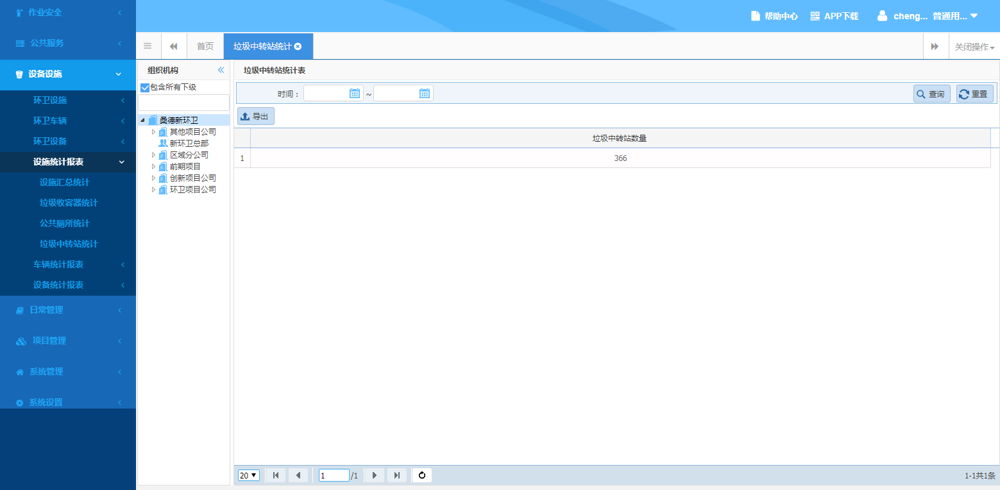 作业安全
公共服务
设备设施
环卫设施
环卫车辆
环卫设备
设施统计报表
设施汇总统计
垃圾收容器统计
公共厕所统计
垃圾中转站统计
车辆统计报表
设备统计报表
日常管理
项目管理
系统管理
系统设置
帮助中心 APP下载 cheng... 普通用...
首页 垃圾中转站统计 关闭操作
组织机构
包含所有下级
桑德新环卫
其他项目公司
新环卫总部
区域分公司
前期项目
创新项目公司
环卫项目公司
垃圾中转站统计表
时间： ~ 查询 重置
导出
垃圾中转站数量
1 366
20 1 /1 1-1共1条